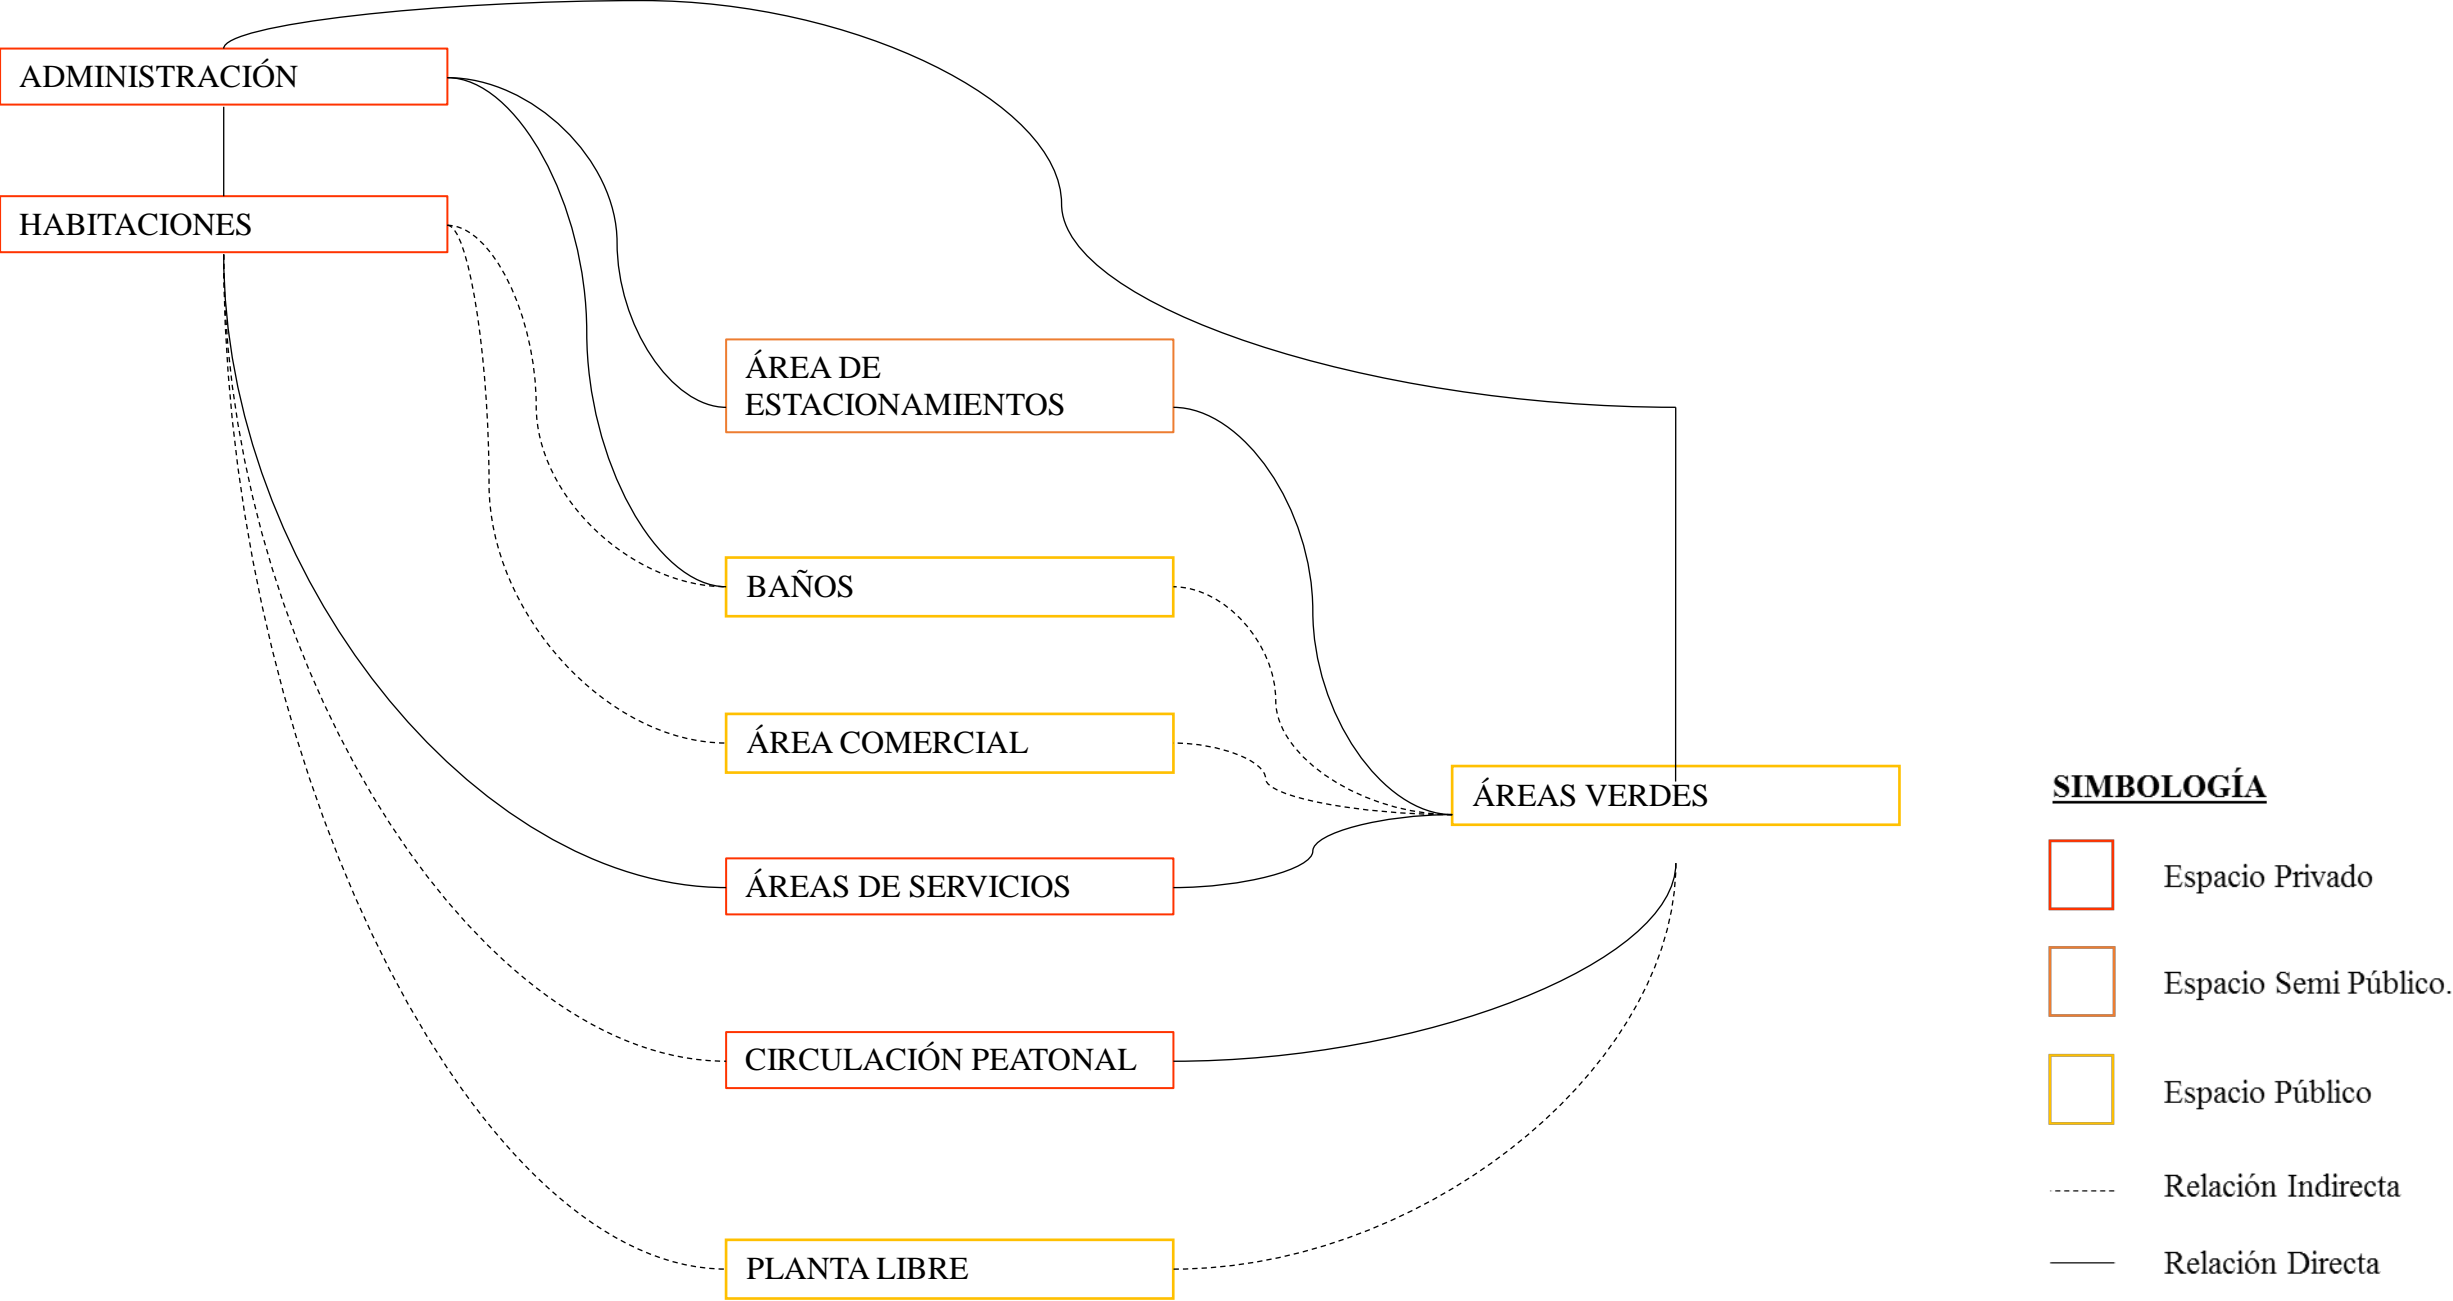 ADMINISTRACIÓN
HABITACIONES
ÁREA DE
ESTACIONAMIENTOS
BAÑOS
ÁREA COMERCIAL
ÁREAS DE SERVICIOS
CIRCULACIÓN PEATONAL
PLANTA LIBRE
ÁREAS VERDES
SIMBOLOGÍA
Espacio Privado
Espacio Semi Público.
Espacio Público
Relación Indirecta
Relación Directa